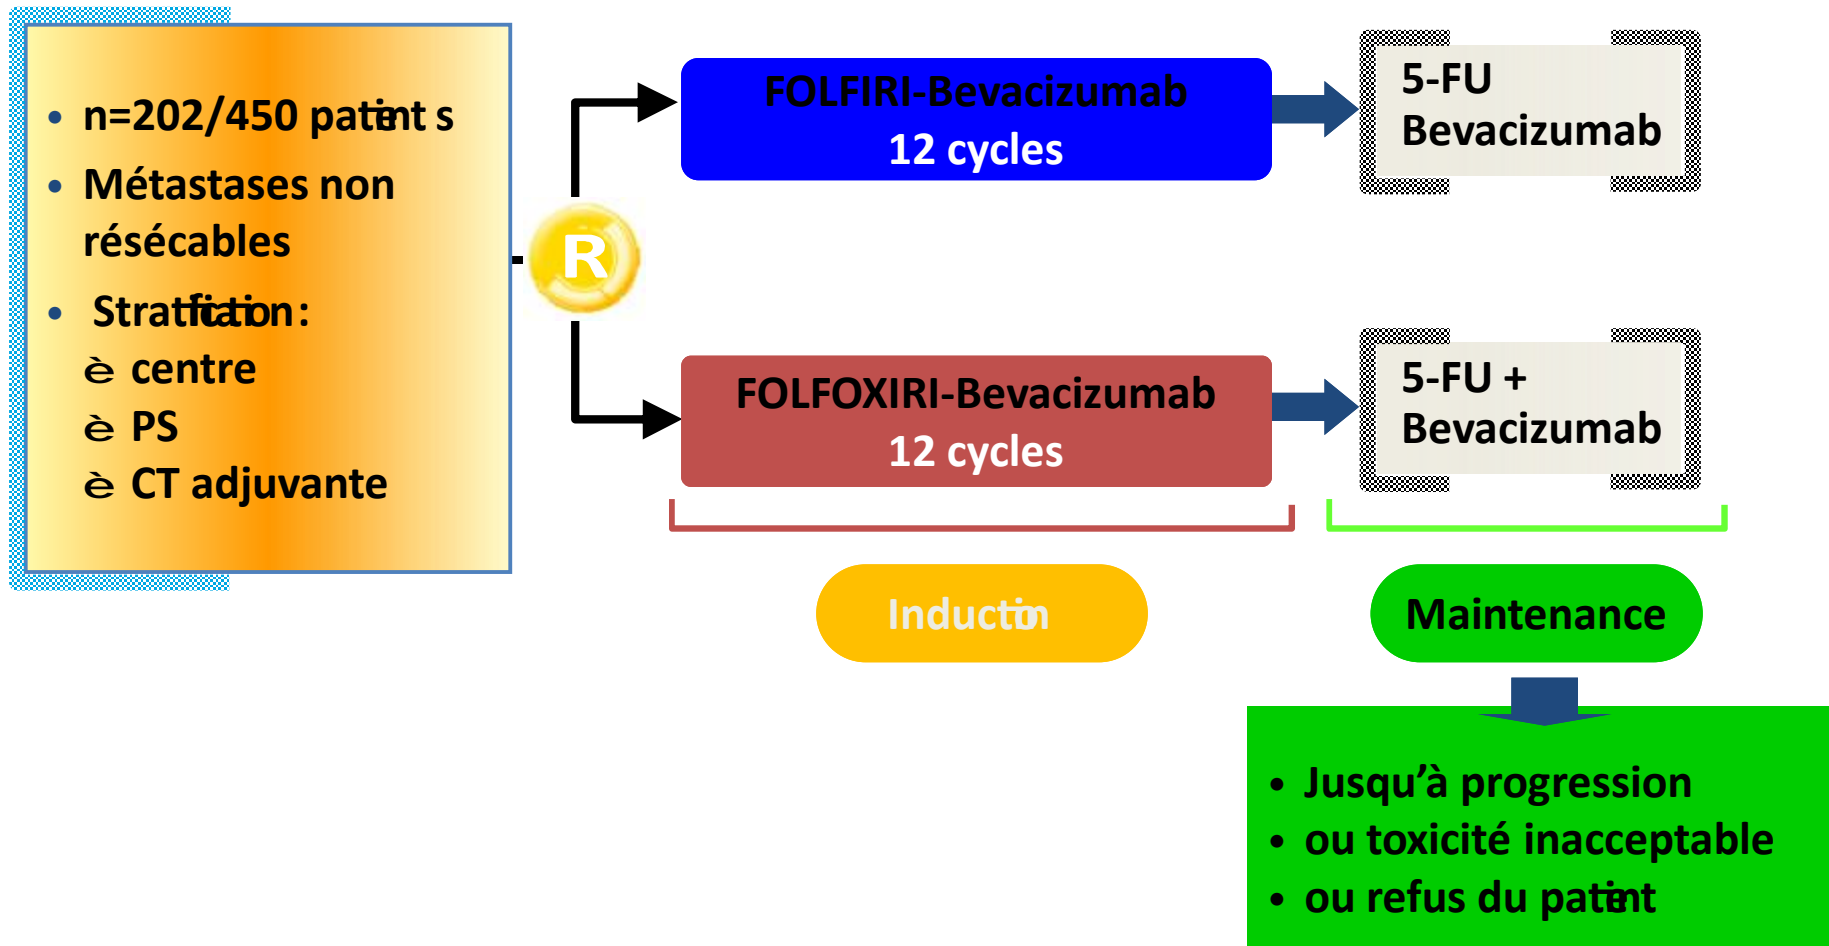 • n=202/450 patients
• Métastases non
résécables
• Stratification:
è centre
è PS
è CT adjuvante
R
FOLFIRI-Bevacizumab
12 cycles
5-FU
Bevacizumab
FOLFOXIRI-Bevacizumab
12 cycles
5-FU +
Bevacizumab
Induction
Maintenance
• Jusqu’à progression
• ou toxicité inacceptable
• ou refus du patient